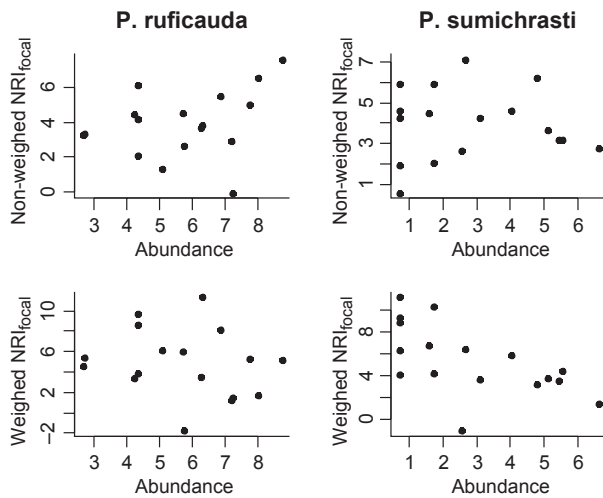 P. ruficauda
P. sumichrasti
Non-weighed NRIfocal
0 2 4 6
3 4 5 6 7 8
Abundance
Non-weighed NRIfocal
1 3 5 7
1 2 3 4 5 6
Abundance
Weighed NRIfocal
-2 2 6 10
3 4 5 6 7 8
Abundance
Weighed NRIfocal
0 4 8
1 2 3 4 5 6
Abundance